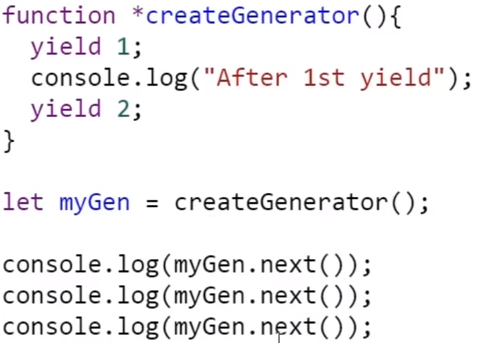 function *createGenerator(){
  yield 1;
  console.log("After 1st yield");
  yield 2;
}

let myGen = createGenerator();

console.log(myGen.next());
console.log(myGen.next());
console.log(myGen.next());